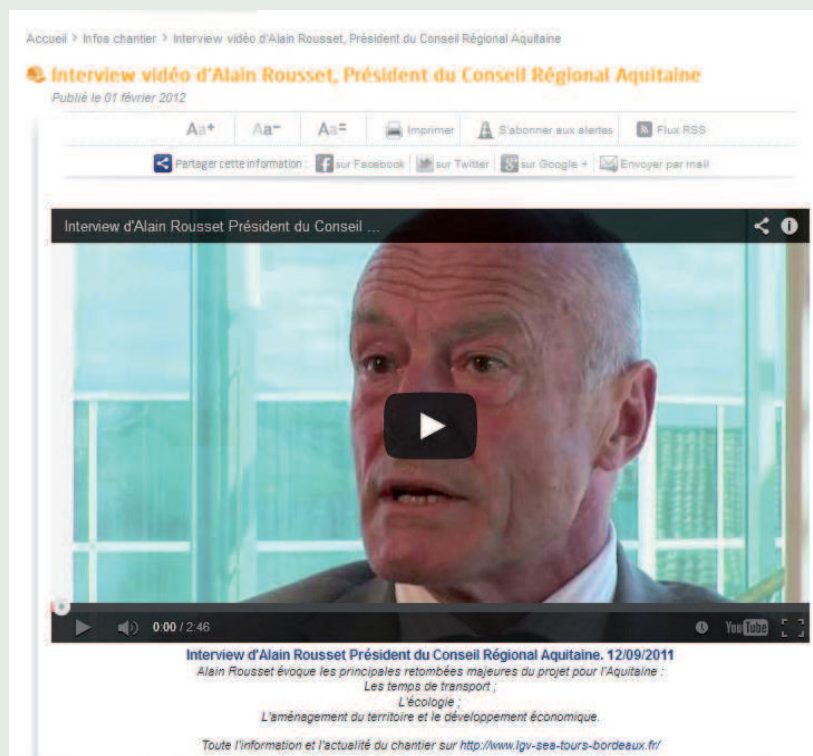 Accueil > Infos chantier > Interview vidéo d'Alain Rousset, Président du Conseil Régional Aquitaine
Interview vidéo d'Alain Rousset, Président du Conseil Régional Aquitaine
Publié le 01 février 2012
Aa+ Aa- Aa= Imprimer S'abonner aux alertes Flux RSS
Partager cette information : sur Facebook sur Twitter sur Google + Envoyer par mail
Interview d'Alain Rousset Président du Conseil ...
0:00 / 2:46 YouTube
Interview d'Alain Rousset Président du Conseil Régional Aquitaine. 12/09/2011
Alain Rousset évoque les principales retombées majeures du projet pour l'Aquitaine :
Les temps de transport ;
L'écologie ;
L'aménagement du territoire et le développement économique.
Toute l'information et l'actualité du chantier sur http://www.lgv-sea-tours-bordeaux.fr/